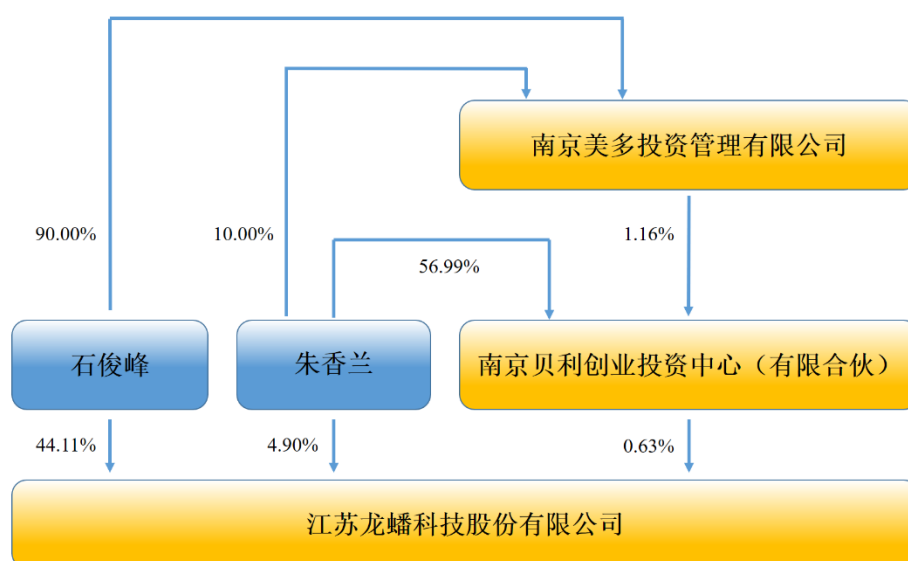 南京美多投资管理有限公司
90.00%
10.00%
1.16%
56.99%
石俊峰
朱香兰
南京贝利创业投资中心（有限合伙）
44.11%
4.90%
0.63%
江苏龙蟠科技股份有限公司